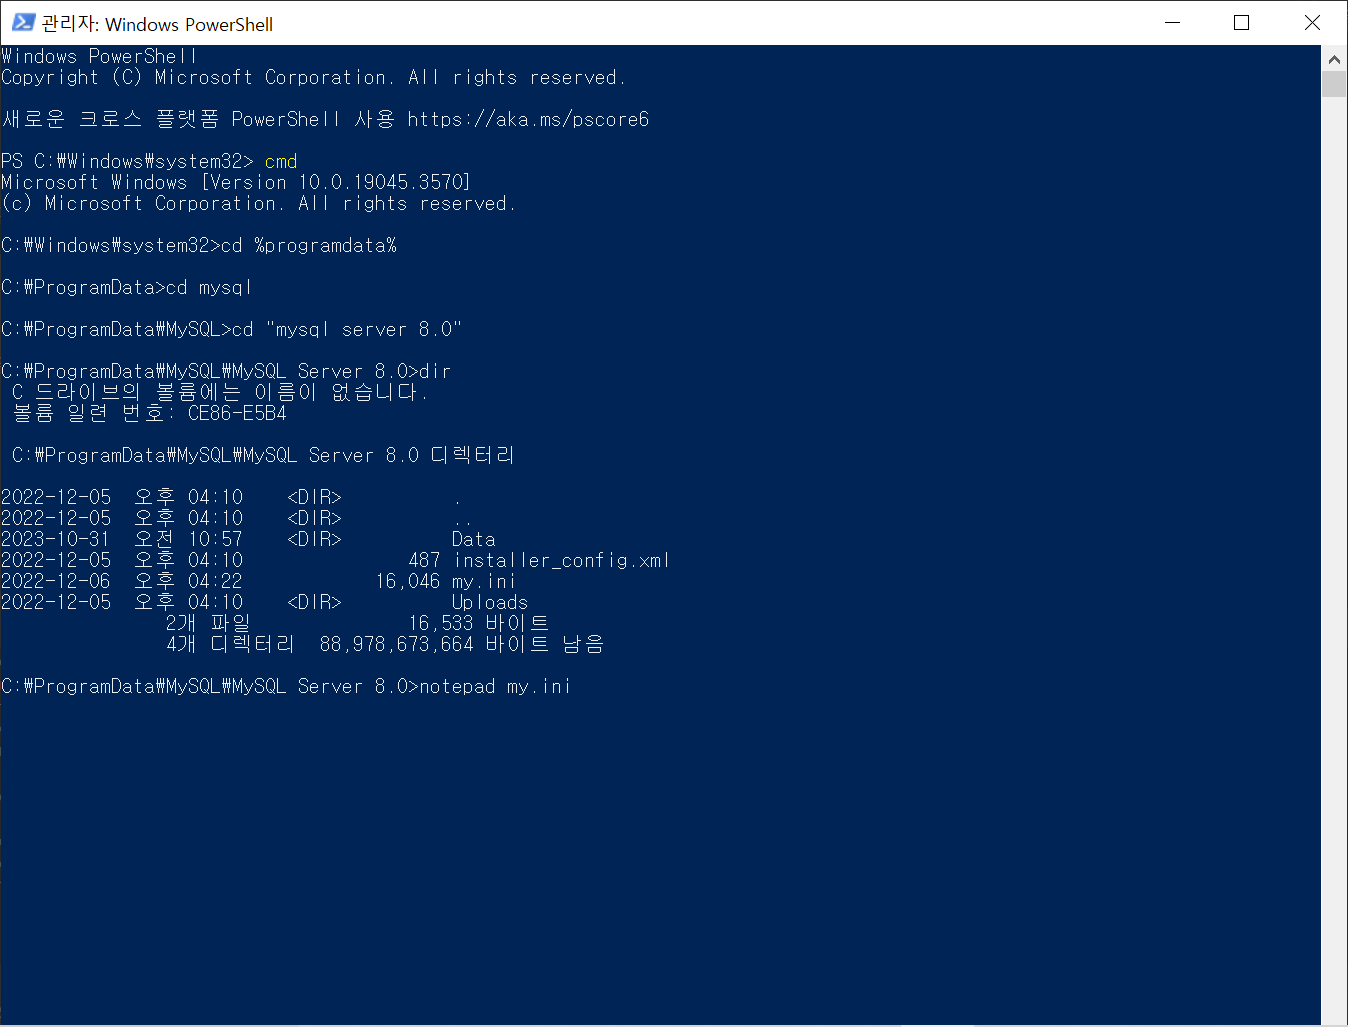 관리자: Windows PowerShell
Windows PowerShell
Copyright (C) Microsoft Corporation. All rights reserved.
새로운 크로스 플랫폼 PowerShell 사용 https://aka.ms/pscore6
PS C:₩Windows₩system32> cmd
Microsoft Windows [Version 10.0.19045.3570]
(c) Microsoft Corporation. All rights reserved.
C:₩Windows₩system32>cd %programdata%
C:₩ProgramData>cd mysql
C:₩ProgramData₩MySQL>cd "mysql server 8.0"
C:₩ProgramData₩MySQL₩MySQL Server 8.0>dir
C 드라이브의 볼륨에는 이름이 없습니다.
볼륨 일련 번호: CE86-E5B4
C:₩ProgramData₩MySQL₩MySQL Server 8.0 디렉터리
2022-12-05 오후 04:10 <DIR> .
2022-12-05 오후 04:10 <DIR> ..
2023-10-31 오전 10:57 <DIR> Data
2022-12-05 오후 04:10 487 installer_config.xml
2022-12-06 오후 04:22 16,046 my.ini
2022-12-05 오후 04:10 <DIR> Uploads
2개 파일 16,533 바이트
4개 디렉터리 88,978,673,664 바이트 남음
C:₩ProgramData₩MySQL₩MySQL Server 8.0>notepad my.ini